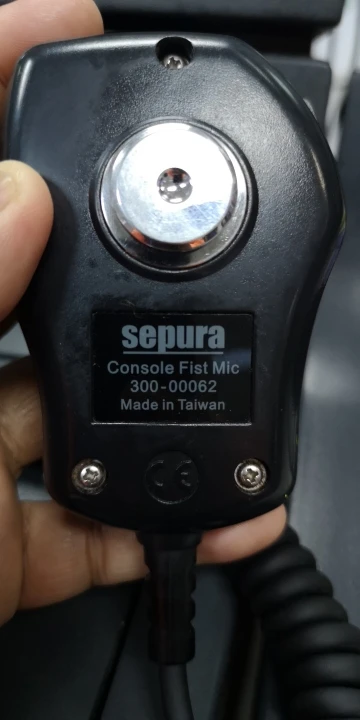 sepura
Console Fist Mic
300-00062
Made in Taiwan
CE